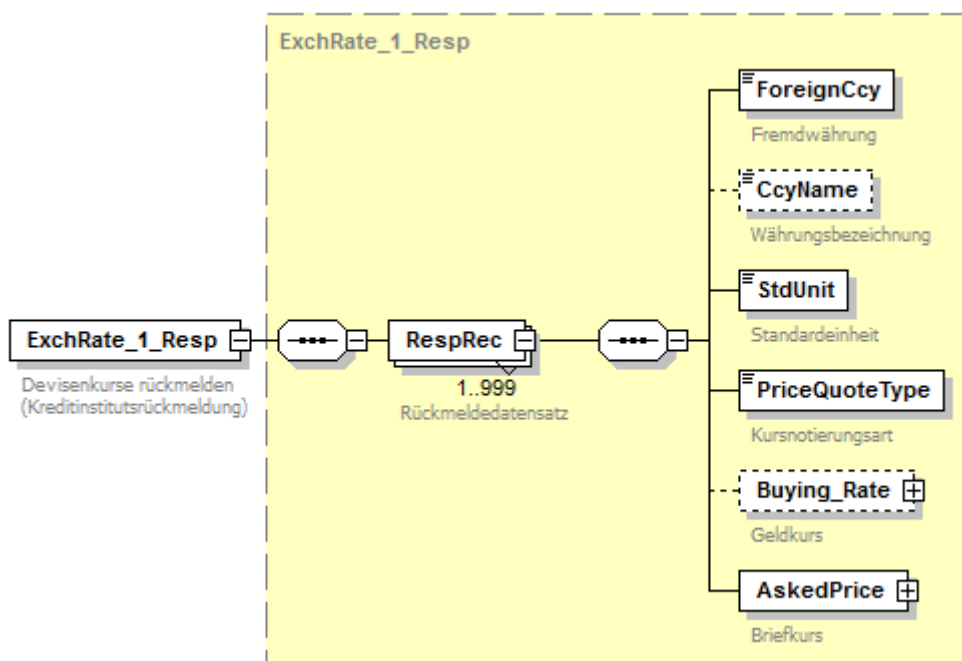 ExchRate_1_Resp
ExchRate_1_Resp
Devisenkurse rückmelden
(Kreditinstitutsrückmeldung)
RespRec
1..999
Rückmeldedatensatz
ForeignCcy
Fremdwährung
CcyName
Währungsbezeichnung
StdUnit
Standardeinheit
PriceQuoteType
Kursnotierungsart
Buying_Rate
Geldkurs
AskedPrice
Briefkurs